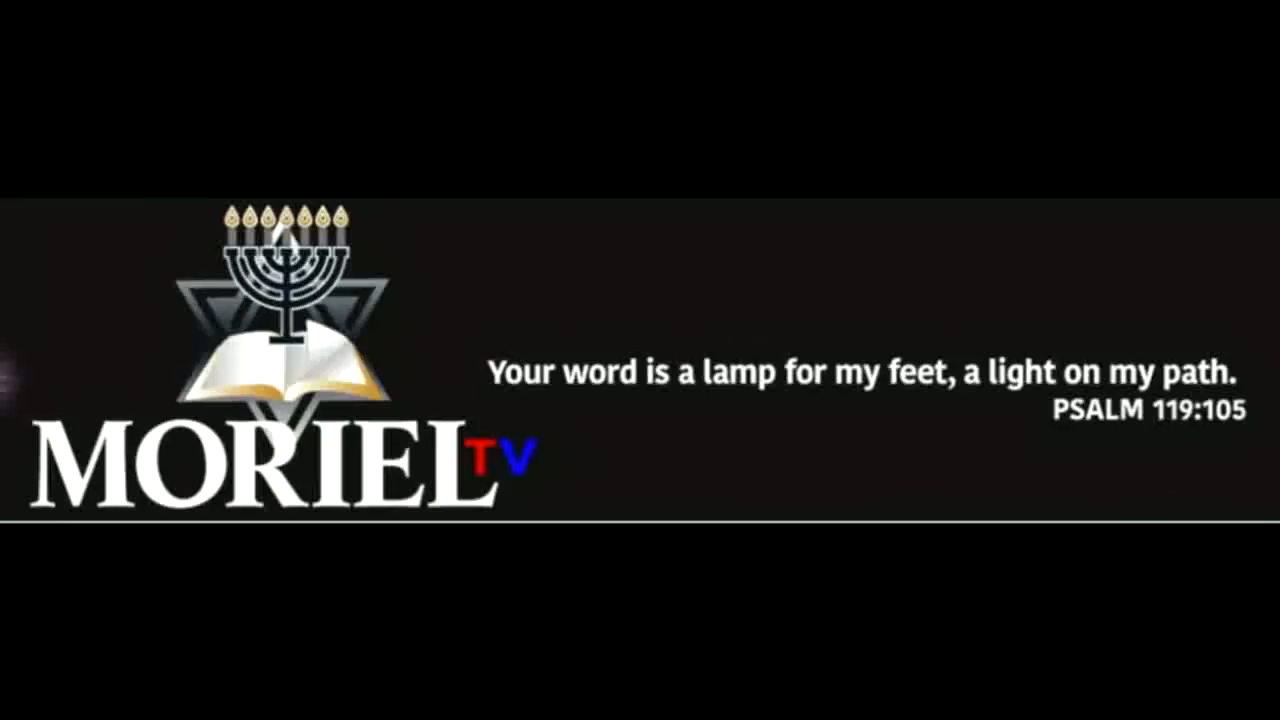 Your word is a lamp for my feet, a light on my path.
PSALM 119:105
MORIEL TV